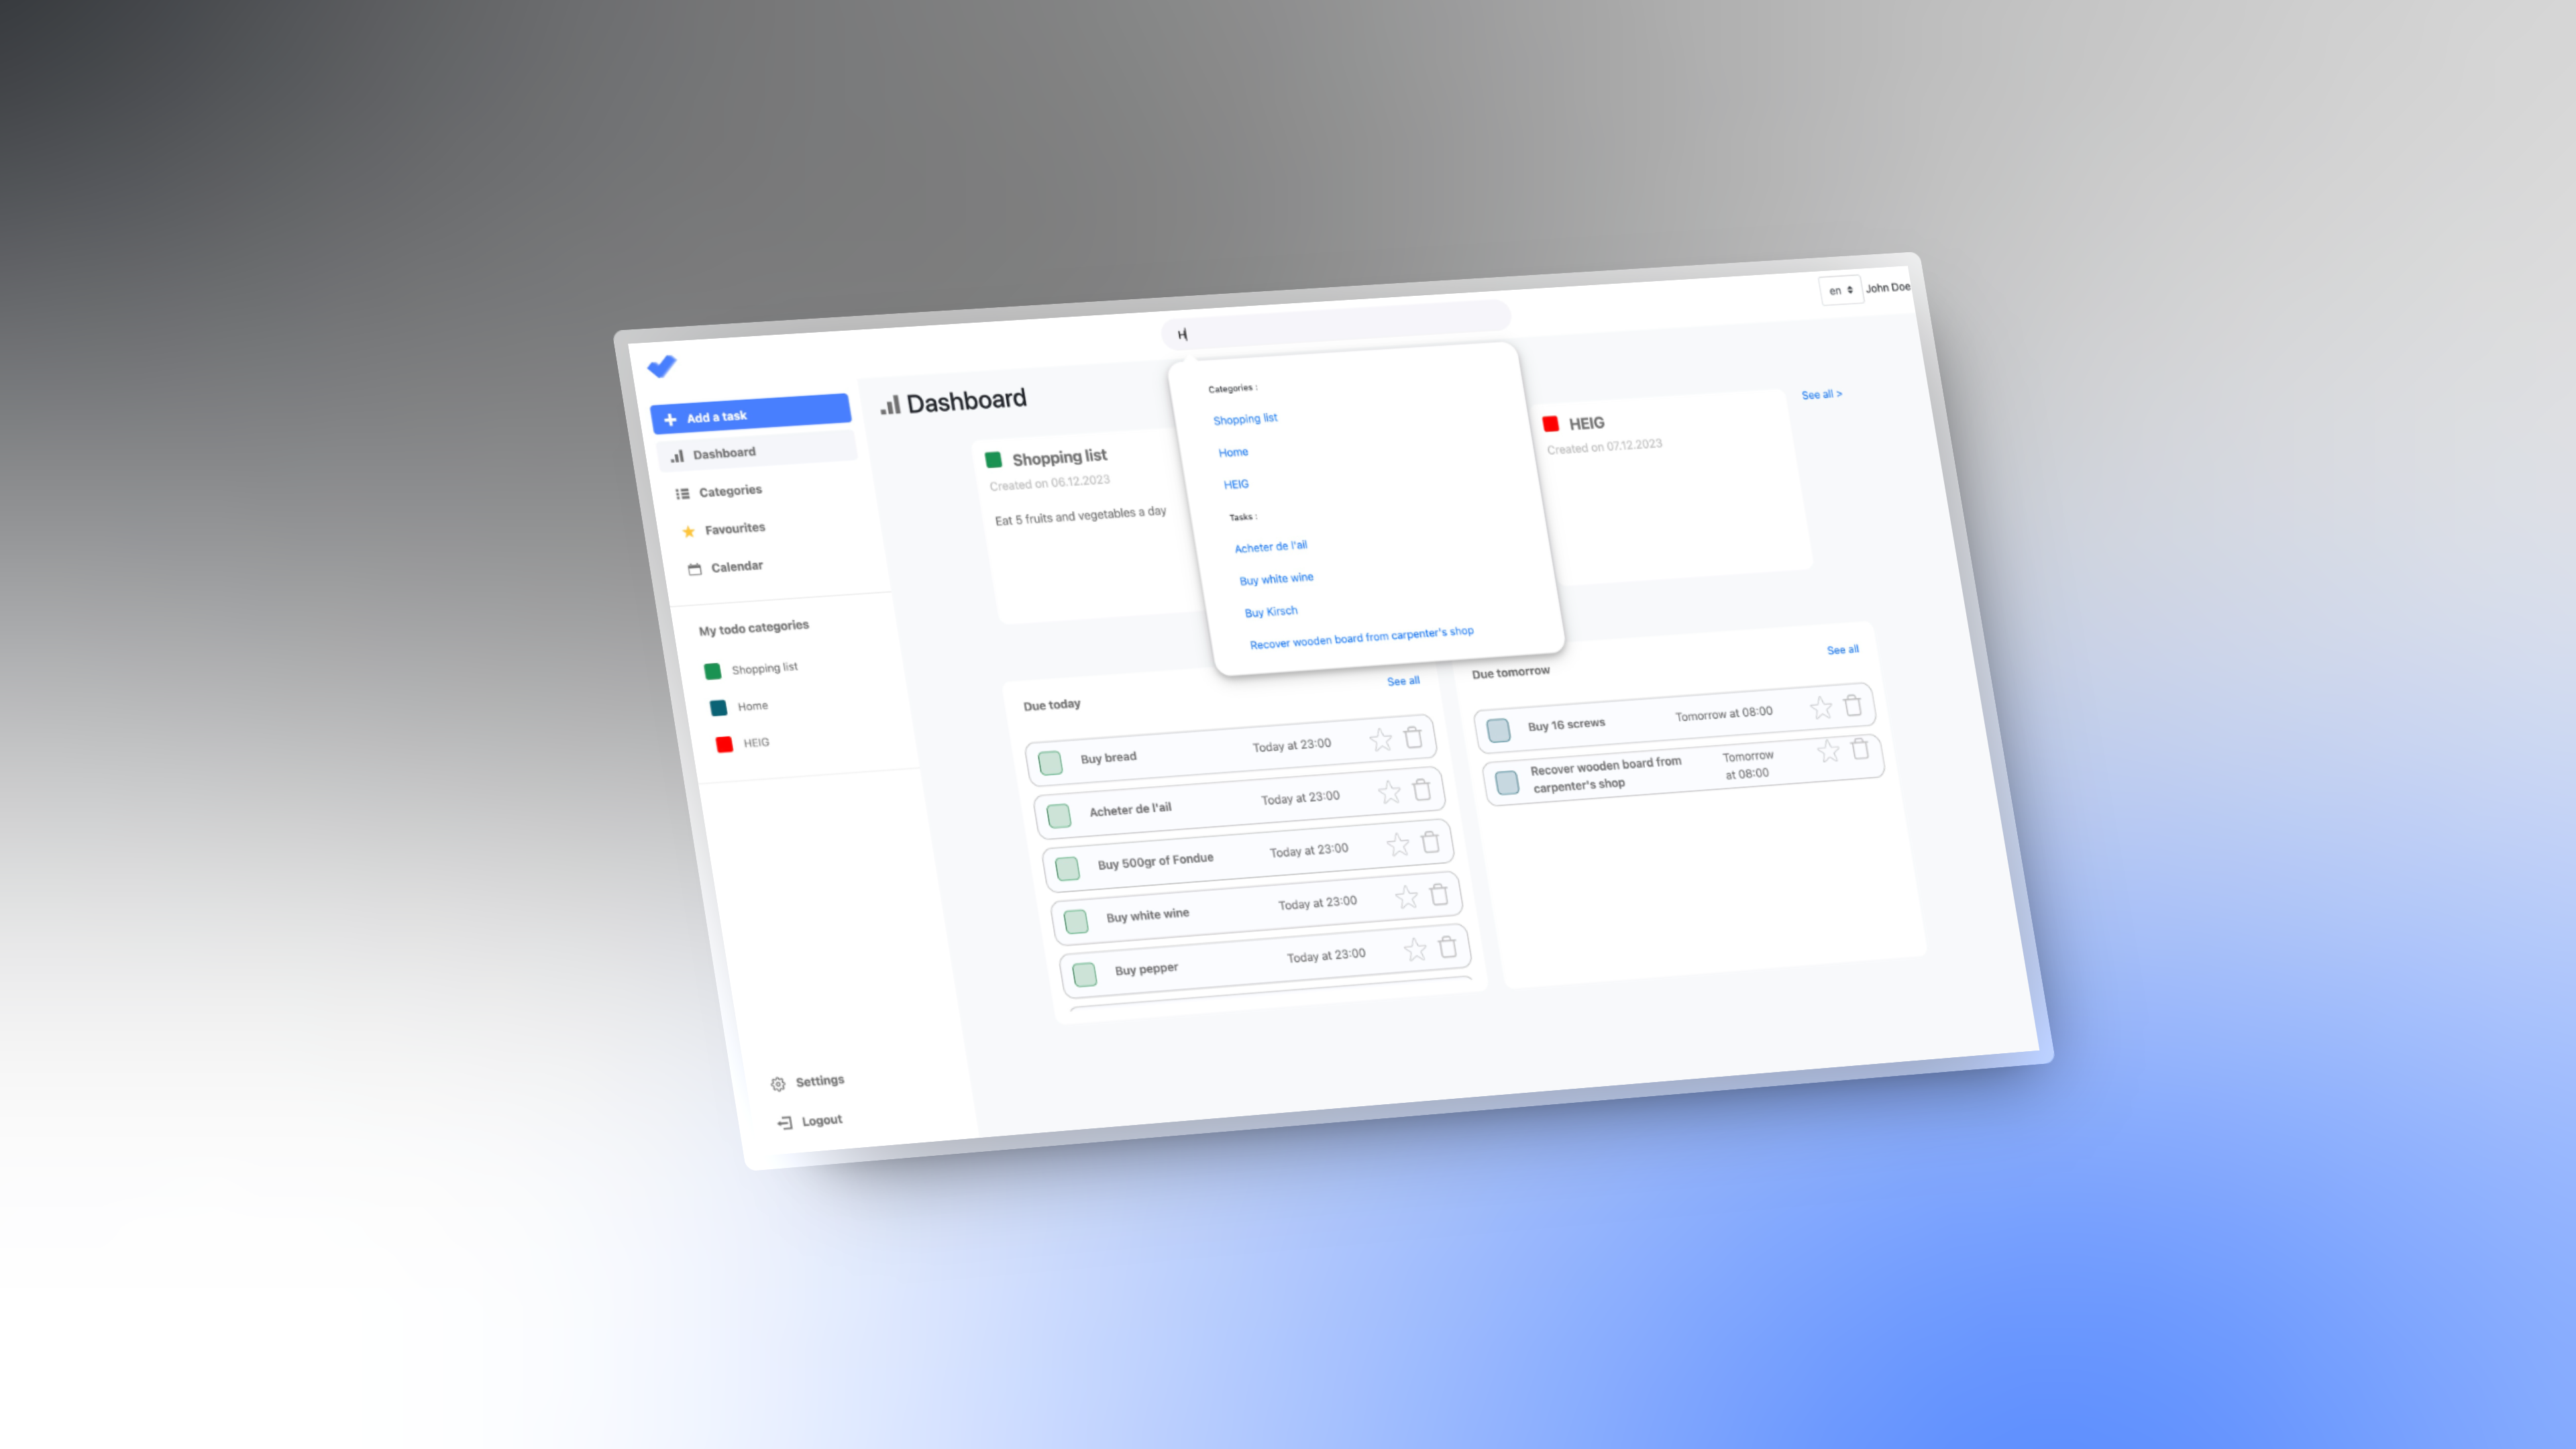 H
en
John Doe
Add a task
Dashboard
Categories
Favourites
Calendar
My todo categories
Shopping list
Home
HEIG
Settings
Logout
Dashboard
See all >
Shopping list
Created on 06.12.2023
Eat 5 fruits and vegetables a day
HEIG
Created on 07.12.2023
Categories :
Shopping list
Home
HEIG
Tasks :
Acheter de l'ail
Buy white wine
Buy Kirsch
Recover wooden board from carpenter's shop
Due today
See all
Buy bread
Today at 23:00
Acheter de l'ail
Today at 23:00
Buy 500gr of Fondue
Today at 23:00
Buy white wine
Today at 23:00
Buy pepper
Today at 23:00
Due tomorrow
See all
Buy 16 screws
Tomorrow at 08:00
Recover wooden board from
carpenter's shop
Tomorrow
at 08:00